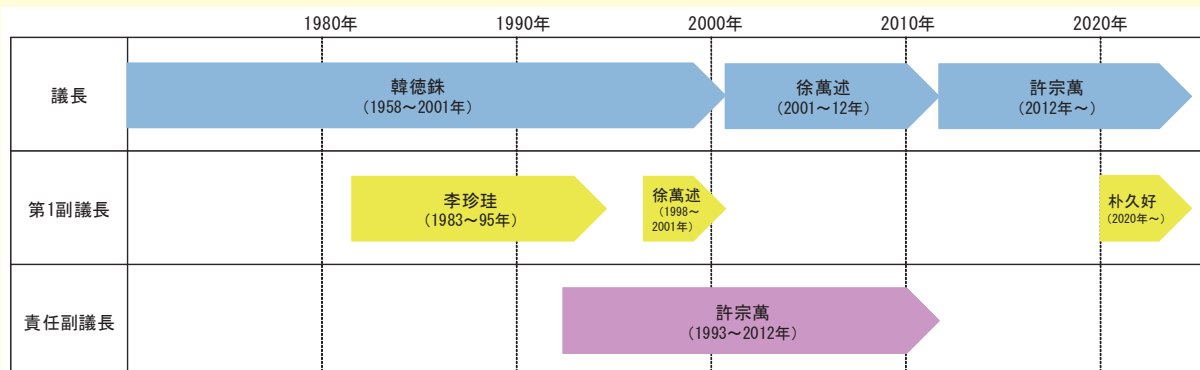 1980年
1990年
2000年
2010年
2020年
議長
韓徳銖
（1958～2001年）
徐萬述
（2001～12年）
許宗萬
（2012年～）
第1副議長
李珍珪
（1983～95年）
徐萬述
（1998～
2001年）
朴久好
（2020年～）
責任副議長
許宗萬
（1993～2012年）